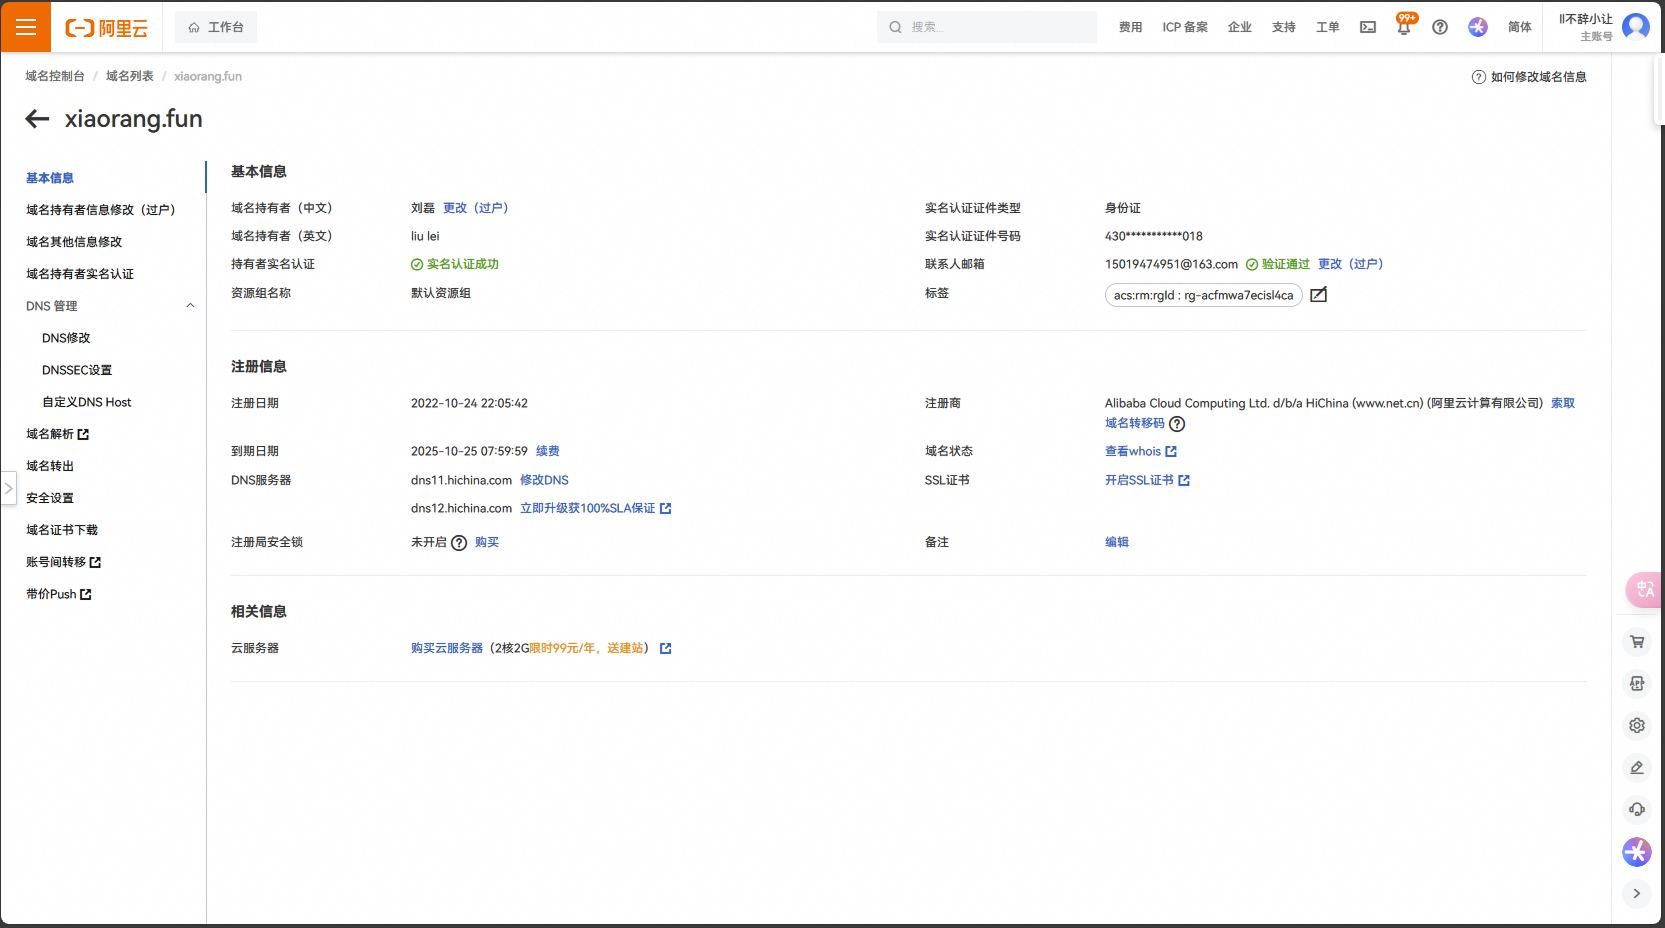 阿里云
工作台
搜索...
费用
ICP 备案
企业
支持
工单
99+
简体
ll不辞小让
主账号
域名控制台 / 域名列表 / xiaorang.fun
如何修改域名信息
xiaorang.fun
基本信息
域名持有者信息修改（过户）
域名其他信息修改
域名持有者实名认证
DNS 管理
DNS修改
DNSSEC设置
自定义DNS Host
域名解析
域名转出
安全设置
域名证书下载
账号间转移
带价Push
基本信息
域名持有者（中文） 刘磊 更改（过户） 实名认证证件类型 身份证
域名持有者（英文） liu lei 实名认证证件号码 430***********018
持有者实名认证 实名认证成功 联系人邮箱 15019474951@163.com 验证通过 更改（过户）
资源组名称 默认资源组 标签 acs:rm:rgId : rg-acfmwa7ecisl4ca
注册信息
注册日期 2022-10-24 22:05:42 注册商 Alibaba Cloud Computing Ltd. d/b/a HiChina (www.net.cn) (阿里云计算有限公司) 索取
域名转移码
到期日期 2025-10-25 07:59:59 续费 域名状态 查看whois
DNS服务器 dns11.hichina.com 修改DNS SSL证书 开启SSL证书
dns12.hichina.com 立即升级获100%SLA保证
注册局安全锁 未开启 购买 备注 编辑
相关信息
云服务器 购买云服务器（2核2G限时99元/年，送建站）